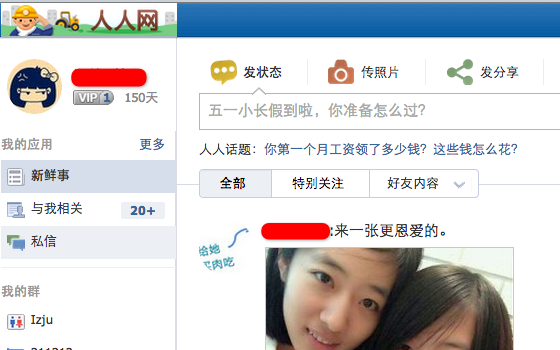 人人网
发状态
传照片
发分享
VIP 1 150天
五一小长假到啦，你准备怎么过?
我的应用 更多
人人话题：你第一个月工资领了多少钱？这些钱怎么花?
新鲜事
全部 特别关注 好友内容
与我相关 20+
:来一张更恩爱的。
私信
给她
买肉吃
我的群
Izju